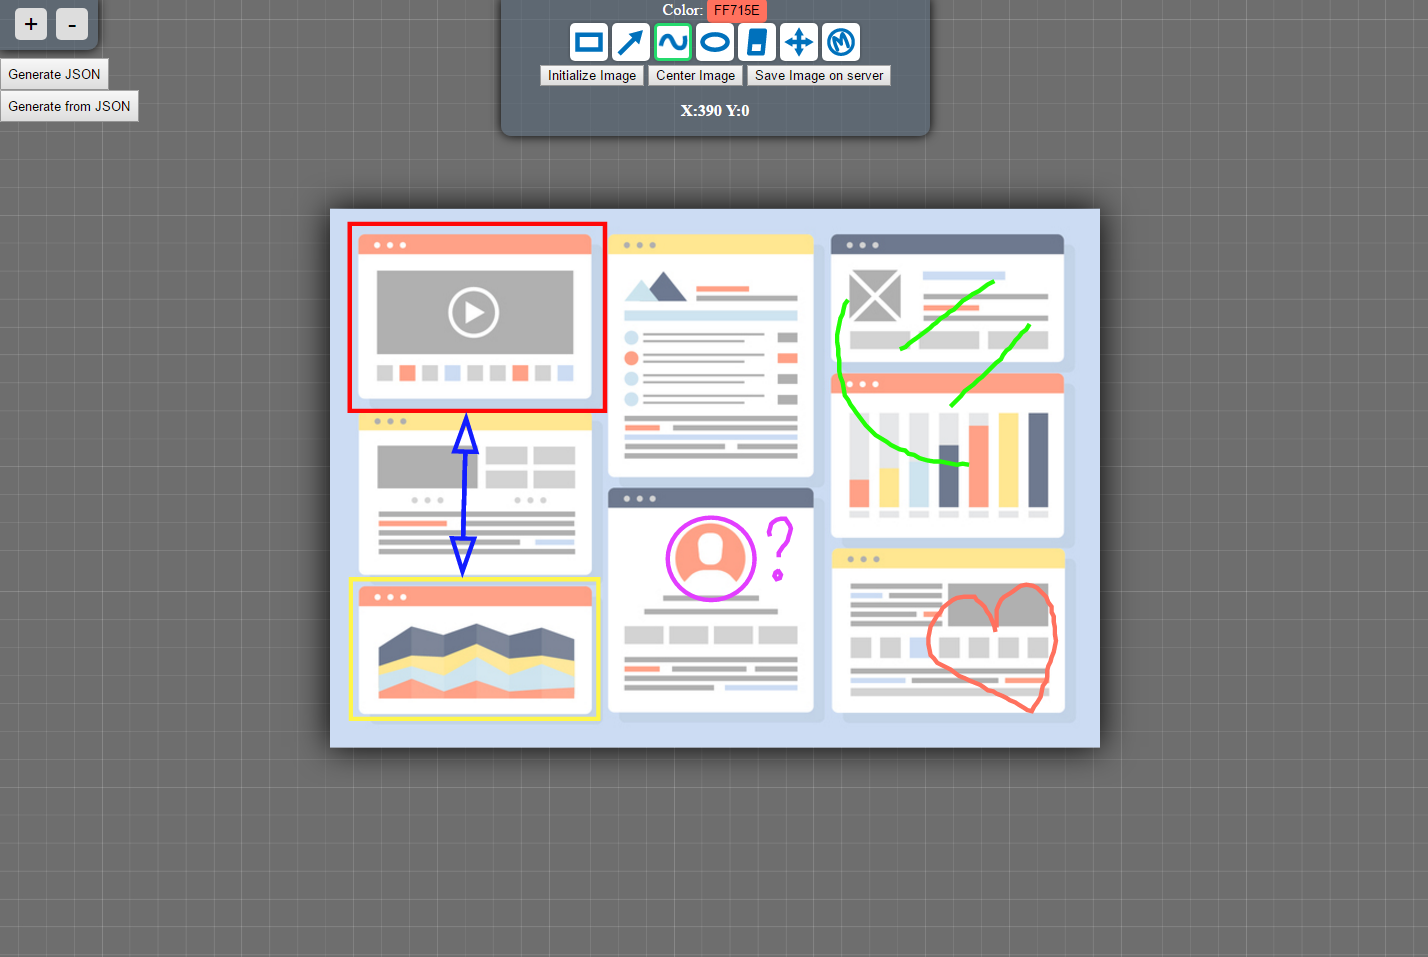 + -
Generate JSON
Generate from JSON
Color: FF715E
Initialize Image Center Image Save Image on server
X:390 Y:0
?